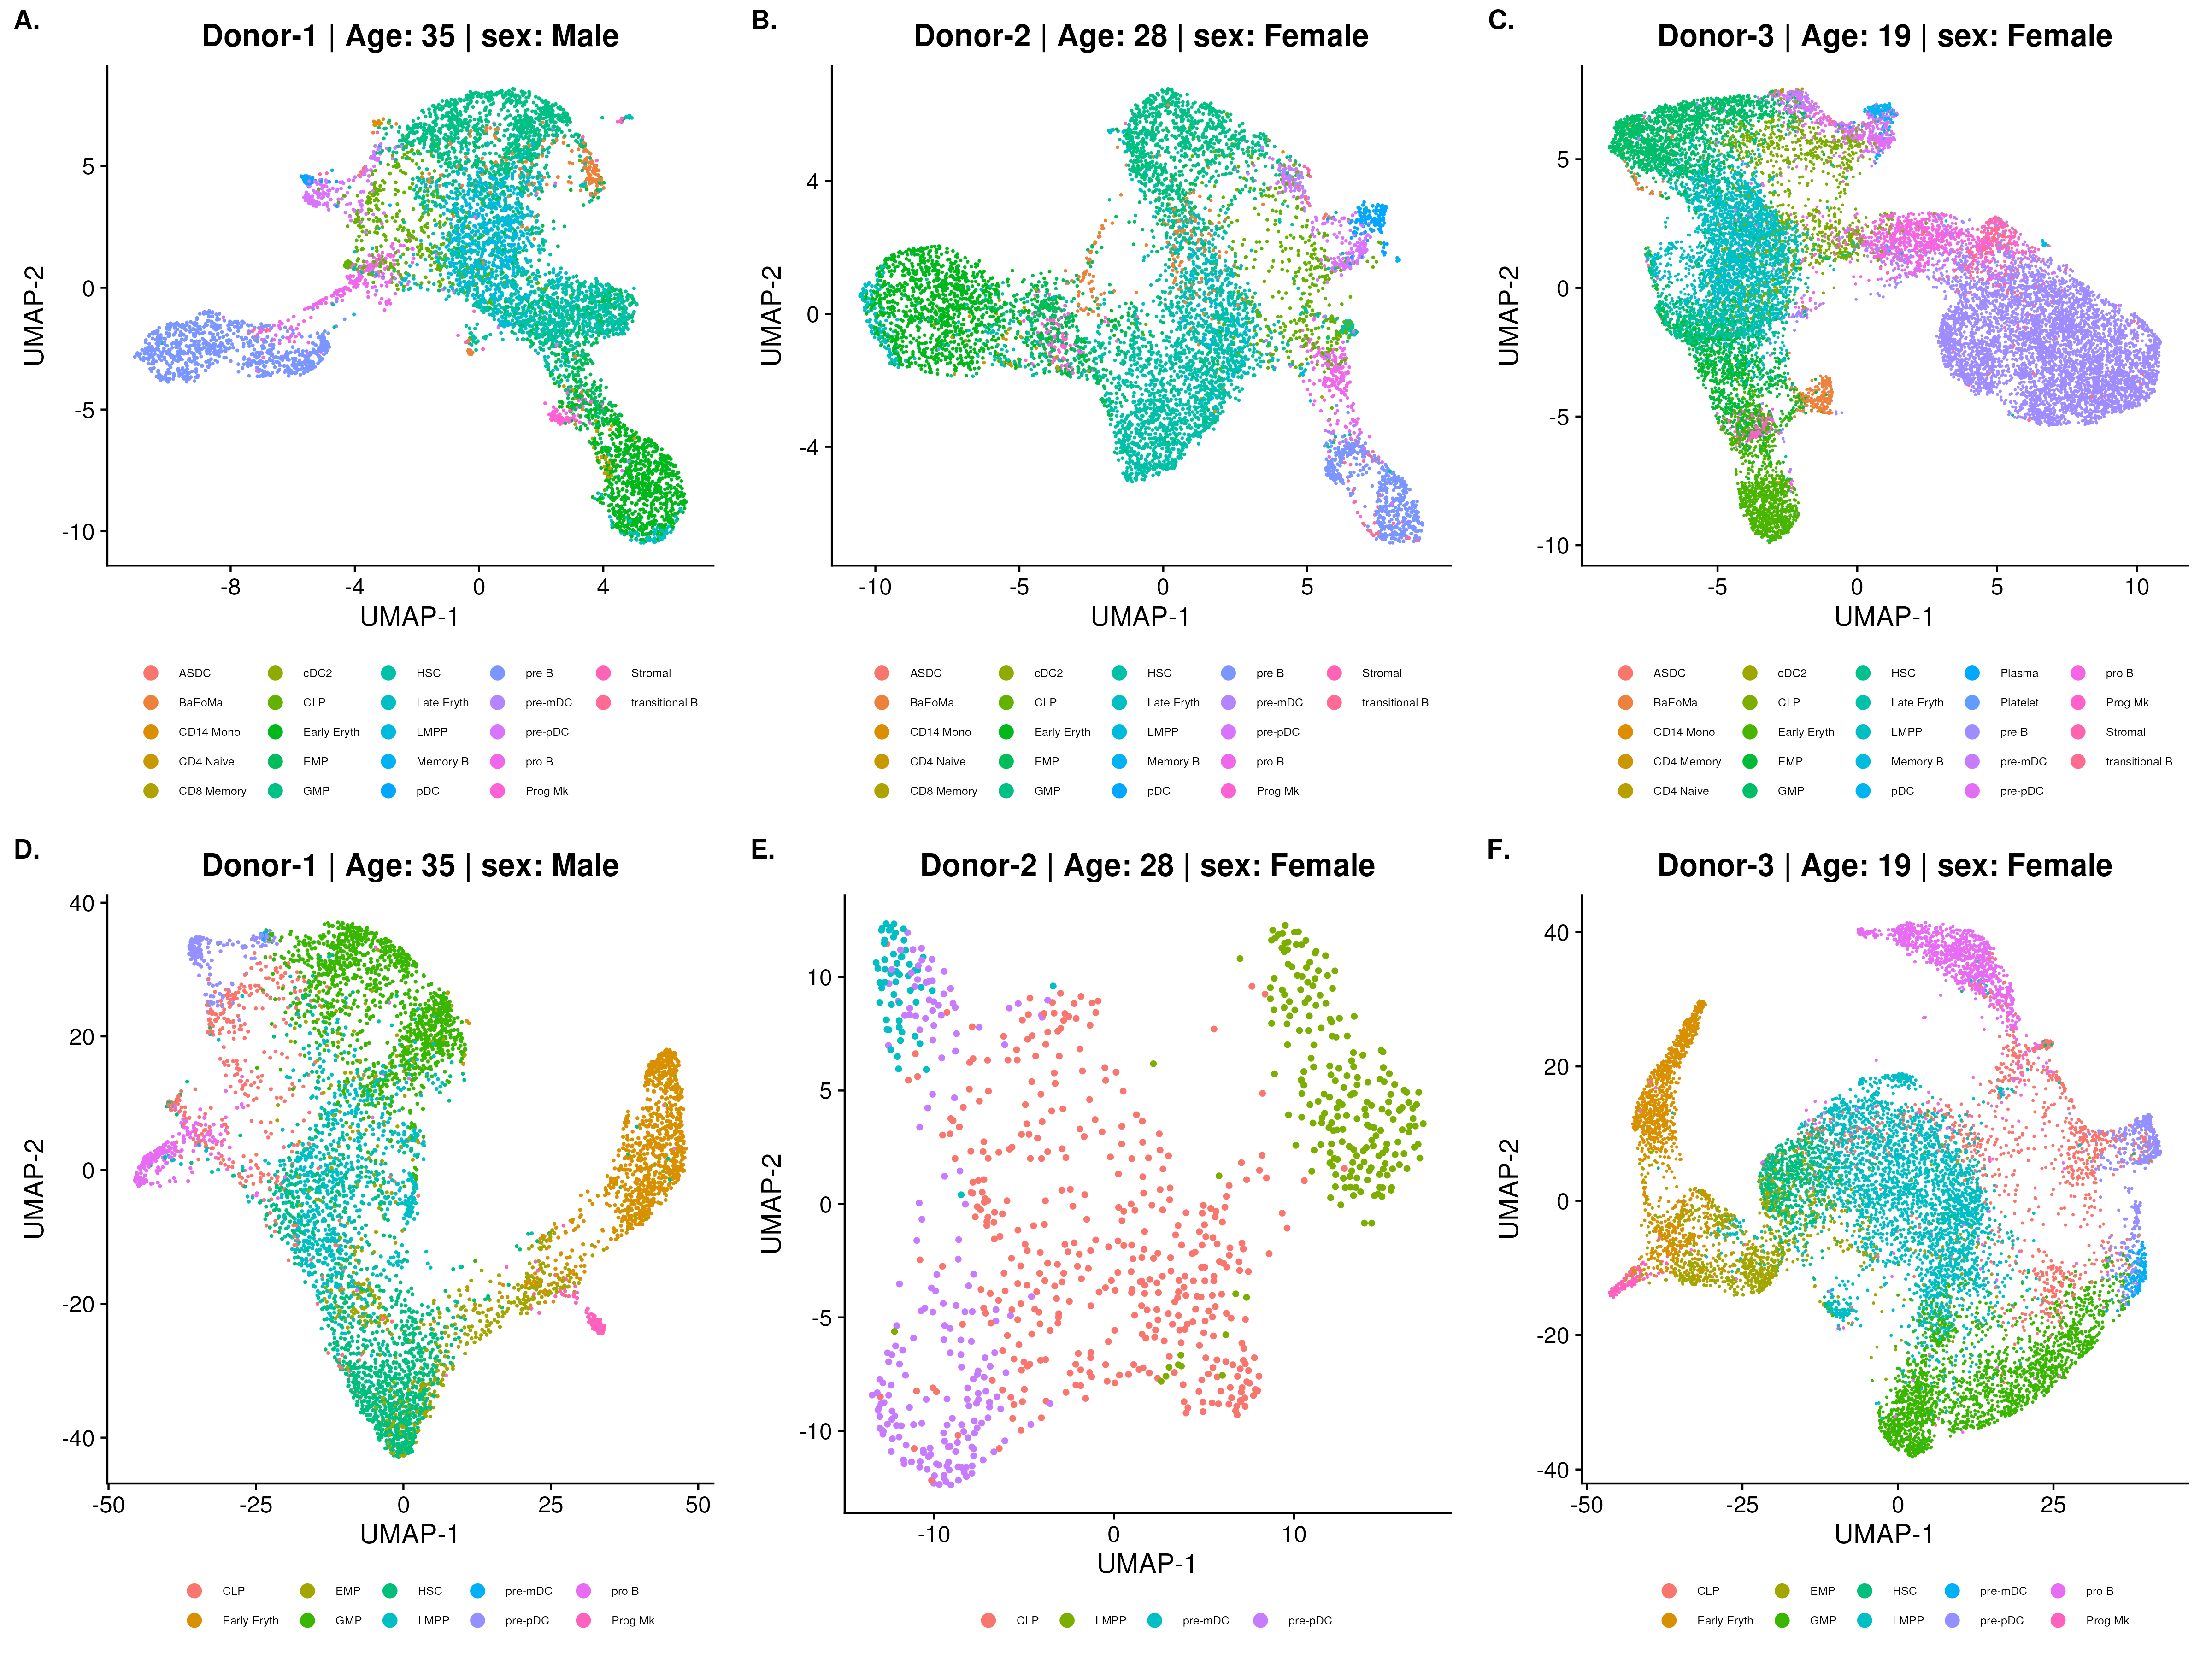 A.
Donor-1 | Age: 35 | sex: Male
5
0
-5
-10
UMAP-2
-8 -4 0 4
UMAP-1
ASDC cDC2 HSC pre B Stromal
BaEoMa CLP Late Eryth pre-mDC transitional B
CD14 Mono Early Eryth LMPP pre-pDC
CD4 Naive EMP Memory B pro B
CD8 Memory GMP pDC Prog Mk
B.
Donor-2 | Age: 28 | sex: Female
4
0
-4
UMAP-2
-10 -5 0 5
UMAP-1
ASDC cDC2 HSC pre B Stromal
BaEoMa CLP Late Eryth pre-mDC transitional B
CD14 Mono Early Eryth LMPP pre-pDC
CD4 Naive EMP Memory B pro B
CD8 Memory GMP pDC Prog Mk
C.
Donor-3 | Age: 19 | sex: Female
5
0
-5
-10
UMAP-2
-5 0 5 10
UMAP-1
ASDC cDC2 HSC Plasma pro B
BaEoMa CLP Late Eryth Platelet Prog Mk
CD14 Mono Early Eryth LMPP pre B Stromal
CD4 Memory EMP Memory B pre-mDC transitional B
CD4 Naive GMP pDC pre-pDC
D.
Donor-1 | Age: 35 | sex: Male
40
20
0
-20
-40
UMAP-2
-50 -25 0 25 50
UMAP-1
CLP EMP HSC pre-mDC pro B
Early Eryth GMP LMPP pre-pDC Prog Mk
E.
Donor-2 | Age: 28 | sex: Female
10
5
0
-5
-10
UMAP-2
-10 0 10
UMAP-1
CLP LMPP pre-mDC pre-pDC
F.
Donor-3 | Age: 19 | sex: Female
40
20
0
-20
-40
UMAP-2
-50 -25 0 25
UMAP-1
CLP EMP HSC pre-mDC pro B
Early Eryth GMP LMPP pre-pDC Prog Mk